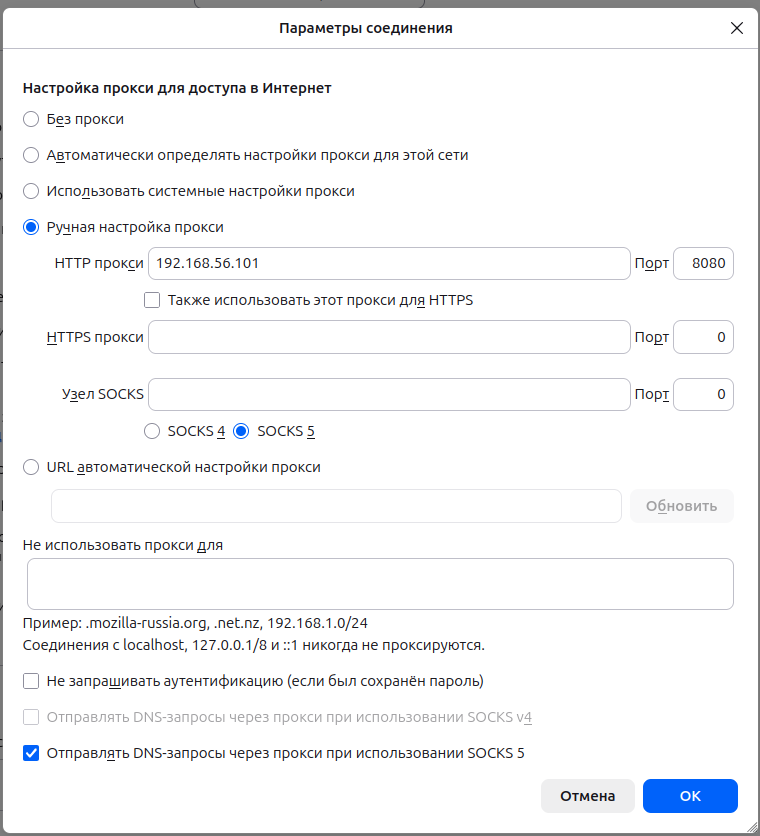 Параметры соединения
Настройка прокси для доступа в Интернет
Без прокси
Автоматически определять настройки прокси для этой сети
Использовать системные настройки прокси
Ручная настройка прокси
HTTP прокси 192.168.56.101 Порт 8080
Также использовать этот прокси для HTTPS
HTTPS прокси Порт 0
Узел SOCKS Порт 0
SOCKS 4 SOCKS 5
URL автоматической настройки прокси
Обновить
Не использовать прокси для
Пример: .mozilla-russia.org, .net.nz, 192.168.1.0/24
Соединения с localhost, 127.0.0.1/8 и ::1 никогда не проксируются.
Не запрашивать аутентификацию (если был сохранён пароль)
Отправлять DNS-запросы через прокси при использовании SOCKS v4
Отправлять DNS-запросы через прокси при использовании SOCKS 5
Отмена OK